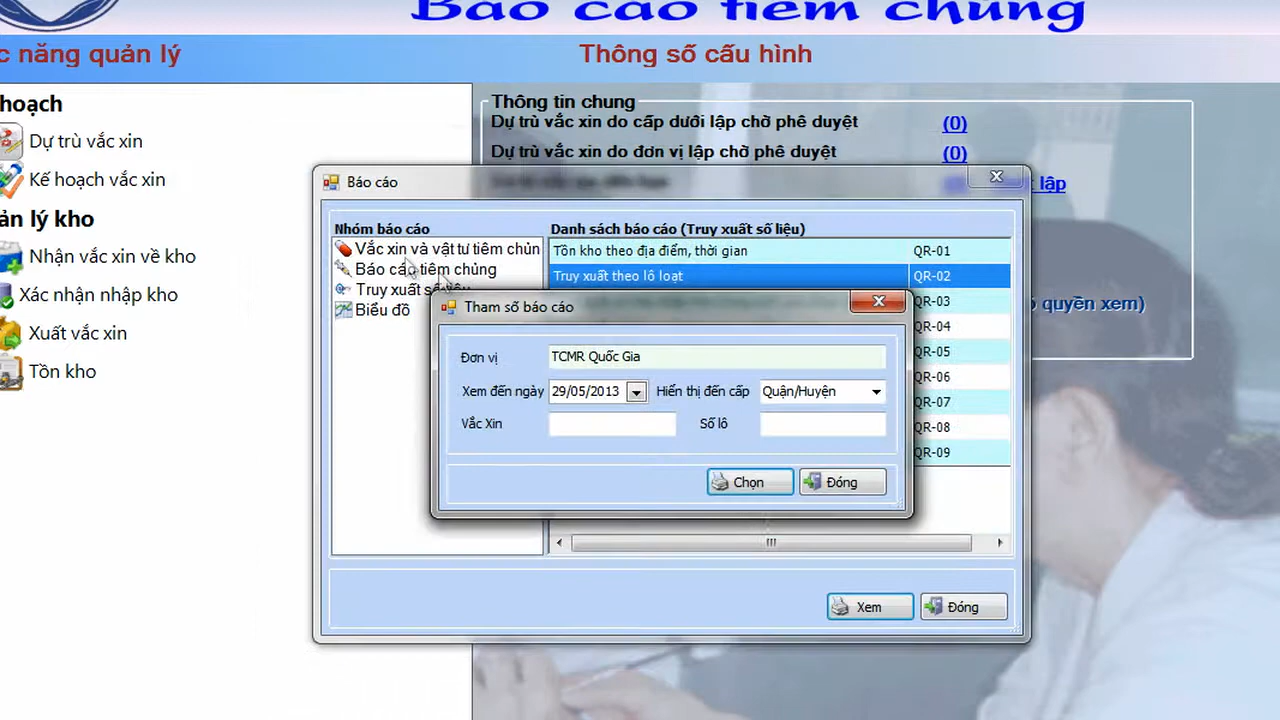 Báo cáo tiêm chủng
c năng quản lý
Thông số cấu hình
hoạch
Dự trù vắc xin
Kế hoạch vắc xin
ản lý kho
Nhận vắc xin về kho
Xác nhận nhập kho
Xuất vắc xin
Tồn kho
Thông tin chung
Dự trù vắc xin do cấp dưới lập chờ phê duyệt (0)
Dự trù vắc xin do đơn vị lập chờ phê duyệt (0)
lập
quyền xem)
Báo cáo
Nhóm báo cáo
Vắc xin và vật tư tiêm chủn
Báo cáo tiêm chủng
Truy xuất số liệu
Biểu đồ
Danh sách báo cáo (Truy xuất số liệu)
Tồn kho theo địa điểm, thời gian QR-01
Truy xuất theo lô loạt QR-02
QR-03
QR-04
QR-05
QR-06
QR-07
QR-08
QR-09
Tham số báo cáo
Đơn vị TCMR Quốc Gia
Xem đến ngày 29/05/2013 Hiển thị đến cấp Quận/Huyện
Vắc Xin Số lô
Chọn Đóng
Xem Đóng